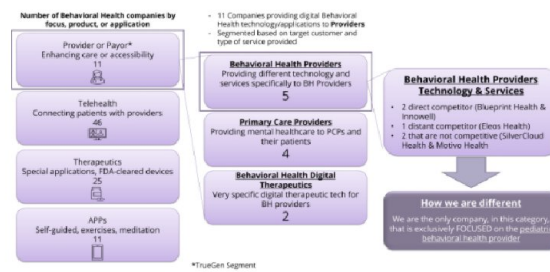 Number of Behavioral Health companies by
focus, product, or application
Provider or Payor*
Enhancing care or accessibility
11
Telehealth
Connecting patients with providers
46
Therapeutics
Special applications, FDA-cleared devices
25
APPs
Self-guided, exercises, meditation
11
- 11 Companies providing digital Behavioral
Health technology/applications to Providers
- Segmented based on target customer and
type of service provided
Behavioral Health Providers
Providing different technology and
services specifically to BH Providers
5
Primary Care Providers
Providing mental healthcare to PCPs and
their patients
4
Behavioral Health Digital
Therapeutics
Very specific digital therapeutic tech for
BH providers
2
*TrueGen Segment
Behavioral Health Providers
Technology & Services
• 2 direct competitor (Blueprint Health &
Innowell)
• 1 distant competitor (Eleos Health)
• 2 that are not competitive (SilverCloud
Health & Motivo Health
How we are different
We are the only company, in this category,
that is exclusively FOCUSED on the pediatric
behavioral health provider